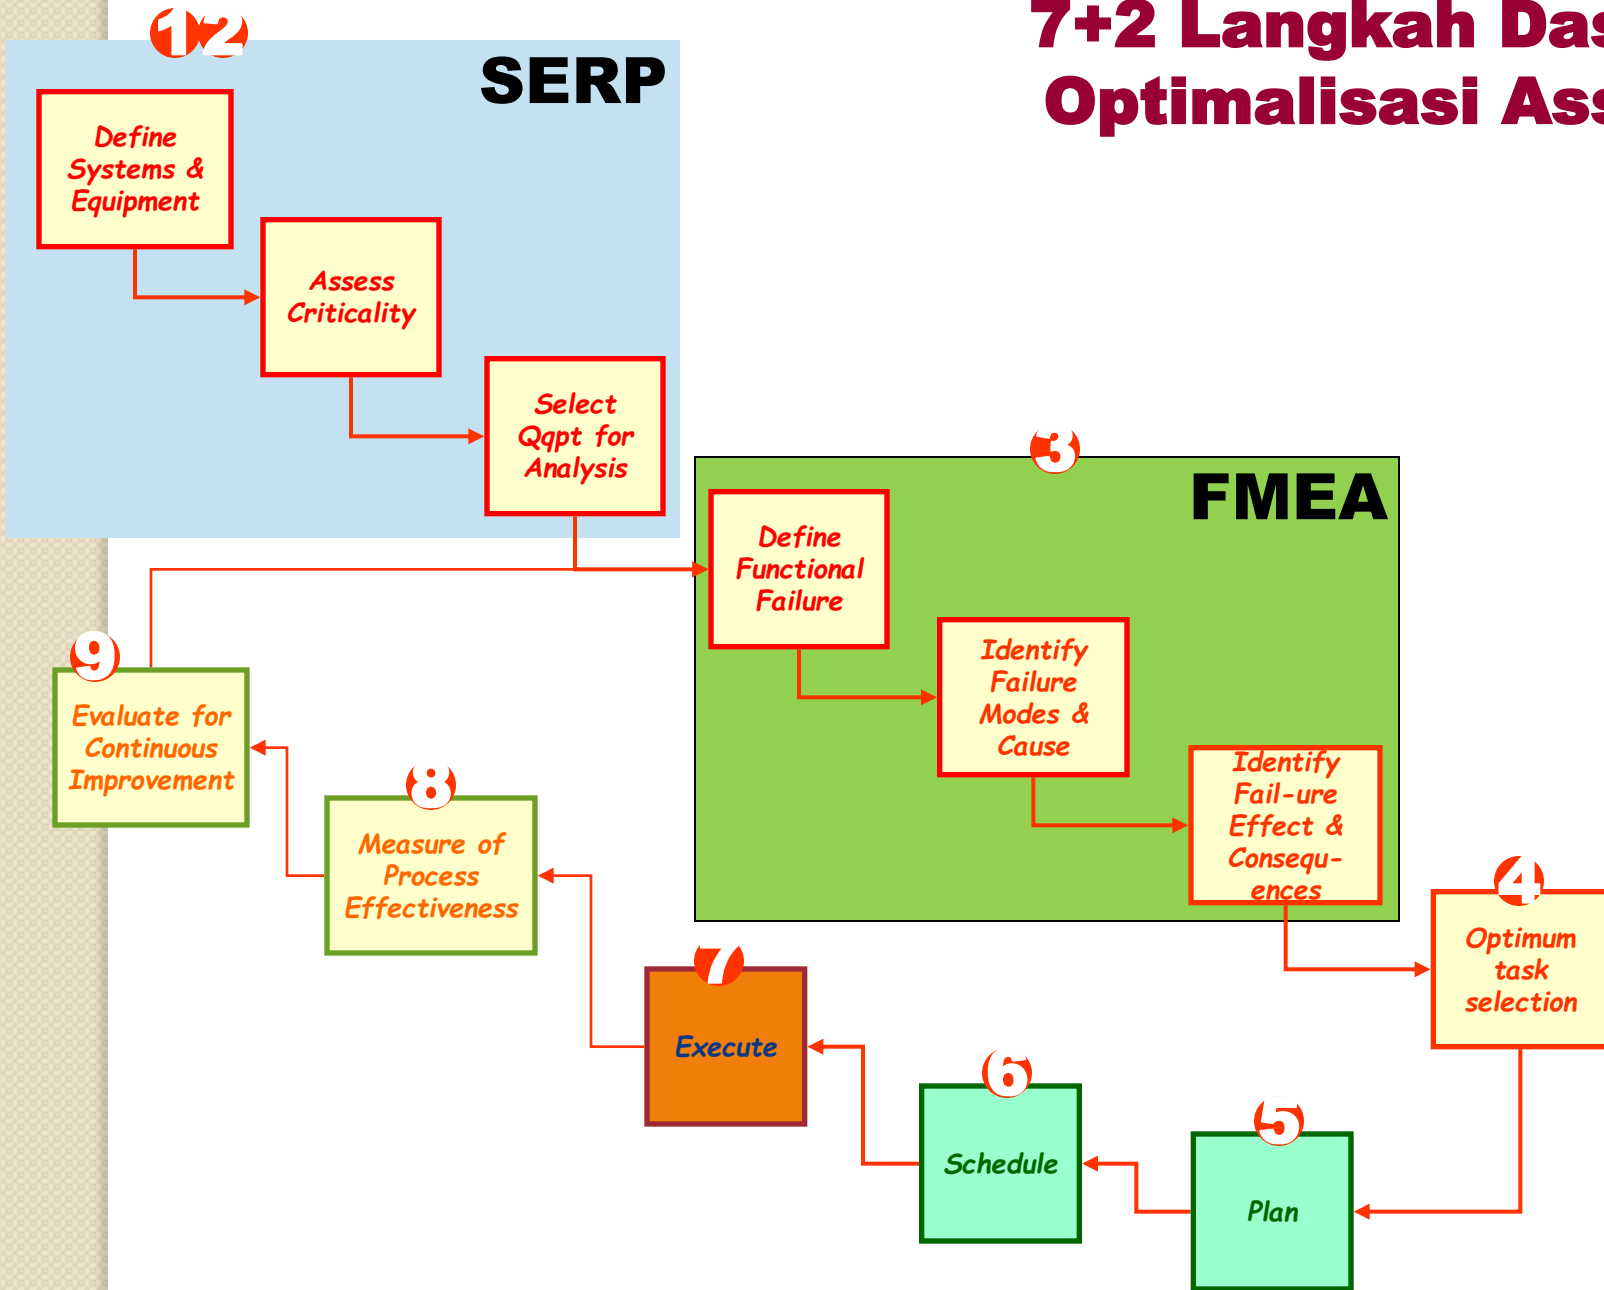 7+2 Langkah
Optimalisasi
1 2
SERP
Define
Systems &
Equipment
Assess
Criticality
Select
Qqpt for
Analysis
3
FMEA
Define
Functional
Failure
Identify
Failure
Modes &
Cause
Identify
Fail-ure
Effect &
Consequ-
ences
4
Optimum
task
selection
5
Plan
6
Schedule
7
Execute
8
Measure of
Process
Effectiveness
9
Evaluate for
Continuous
Improvement